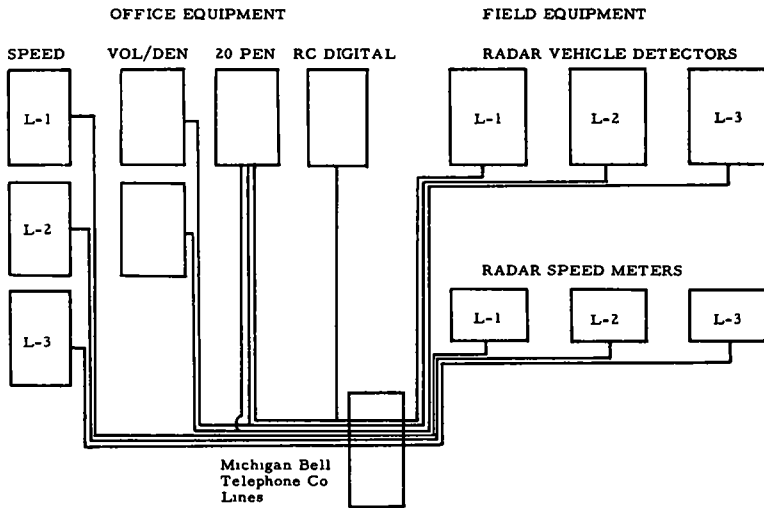 OFFICE EQUIPMENT
FIELD EQUIPMENT
SPEED
VOL/DEN
20 PEN
RC DIGITAL
RADAR VEHICLE DETECTORS
L-1
L-1
L-2
L-3
L-2
L-3
RADAR SPEED METERS
L-1
L-2
L-3
Michigan Bell
Telephone Co
Lines